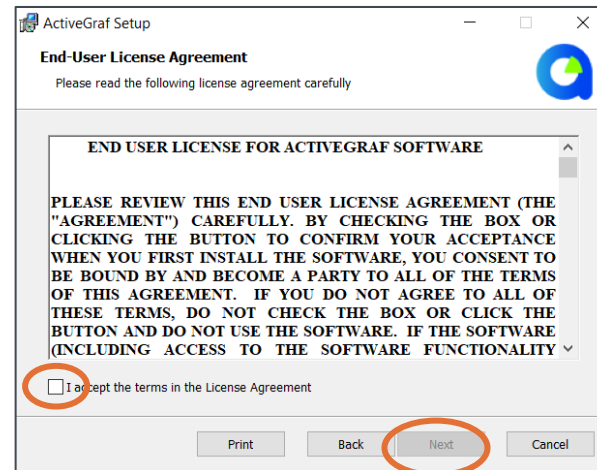 ActiveGraf Setup
End-User License Agreement
Please read the following license agreement carefully
END USER LICENSE FOR ACTIVEGRAF SOFTWARE
PLEASE REVIEW THIS END USER LICENSE AGREEMENT (THE
"AGREEMENT") CAREFULLY. BY CHECKING THE BOX OR
CLICKING THE BUTTON TO CONFIRM YOUR ACCEPTANCE
WHEN YOU FIRST INSTALL THE SOFTWARE, YOU CONSENT TO
BE BOUND BY AND BECOME A PARTY TO ALL OF THE TERMS
OF THIS AGREEMENT. IF YOU DO NOT AGREE TO ALL OF
THESE TERMS, DO NOT CHECK THE BOX OR CLICK THE
BUTTON AND DO NOT USE THE SOFTWARE. IF THE SOFTWARE
(INCLUDING ACCESS TO THE SOFTWARE FUNCTIONALITY
I accept the terms in the License Agreement
Print Back Next Cancel